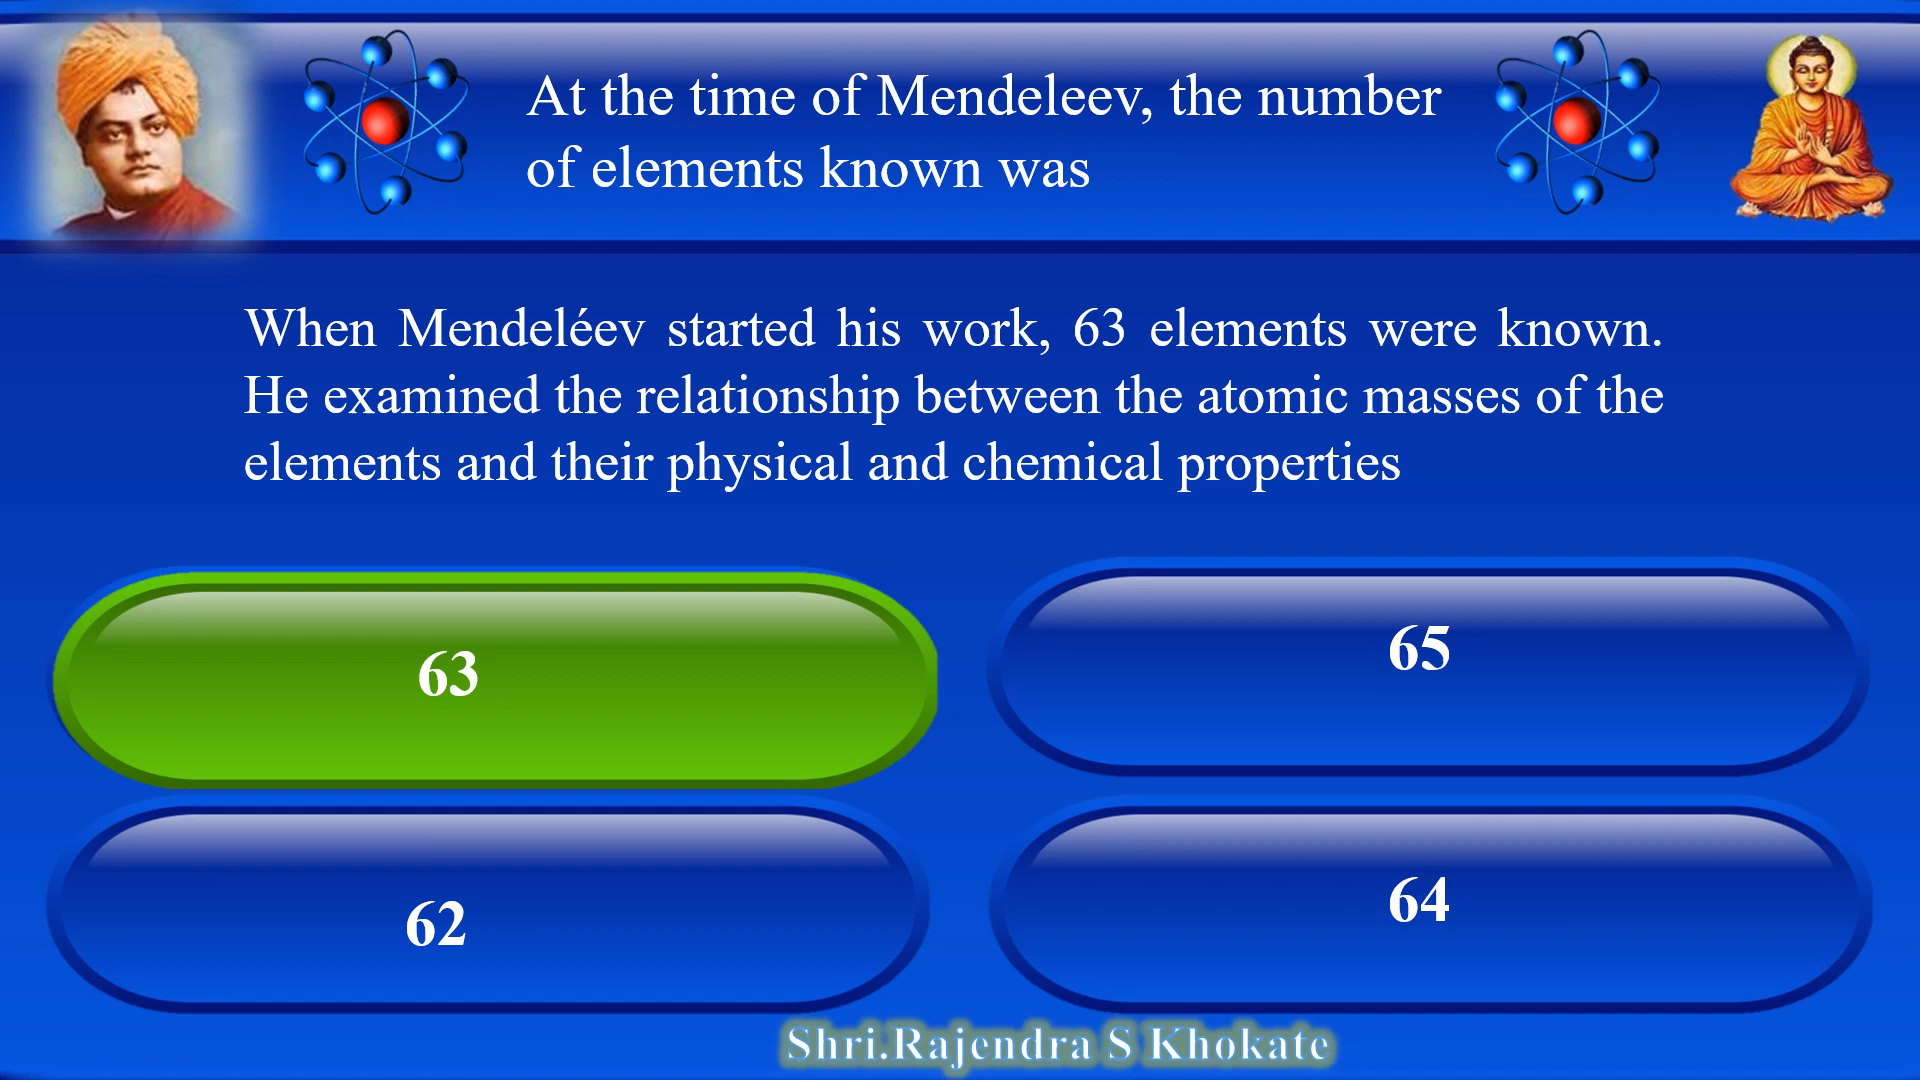 At the time of Mendeleev, the number
of elements known was
When Mendeléev started his work, 63 elements were known.
He examined the relationship between the atomic masses of the
elements and their physical and chemical properties
63
65
62
64
Shri.Rajendra S Khokate